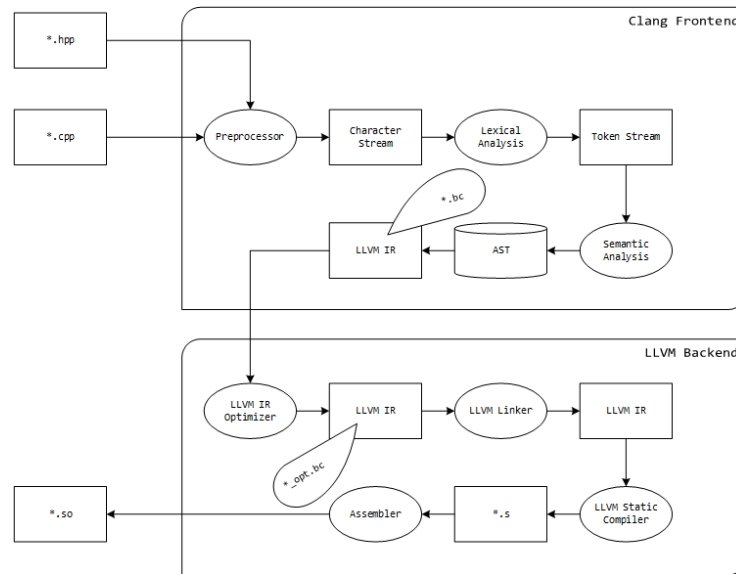 Clang Frontend
*.hpp
*.cpp
Preprocessor
Character
Stream
Lexical
Analysis
Token Stream
*.bc
LLVM IR
AST
Semantic
Analysis
LLVM Backend
LLVM IR
Optimizer
LLVM IR
LLVM Linker
LLVM IR
*_opt.bc
*.so
Assembler
*.s
LLVM Static
Compiler